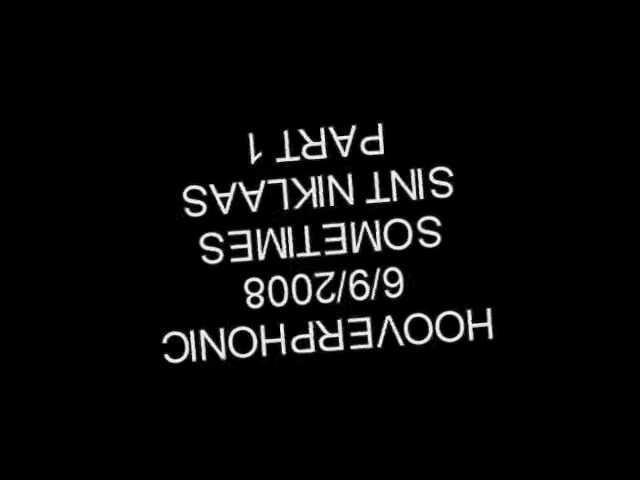 HOOVERPHONIC
6/9/2008
SOMETIMES
SINT NIKLAAS
PART 1